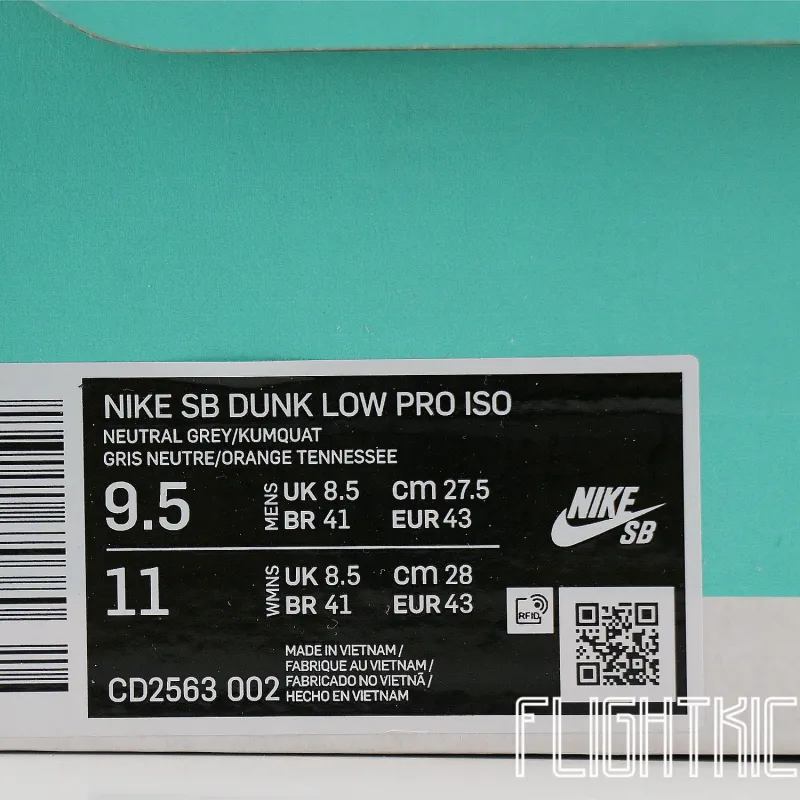 NIKE SB DUNK LOW PRO ISO
NEUTRAL GREY/KUMQUAT
GRIS NEUTRE/ORANGE TENNESSEE
9.5 MENS UK 8.5 cm 27.5
BR 41 EUR 43
NIKE
SB
11 WMNS UK 8.5 cm 28
BR 41 EUR 43
RFID
MADE IN VIETNAM /
FABRIQUE AU VIETNAM /
FABRICADO NO VIETNÃ /
HECHO EN VIETNAM
CD2563 002
FLIGHTKIC